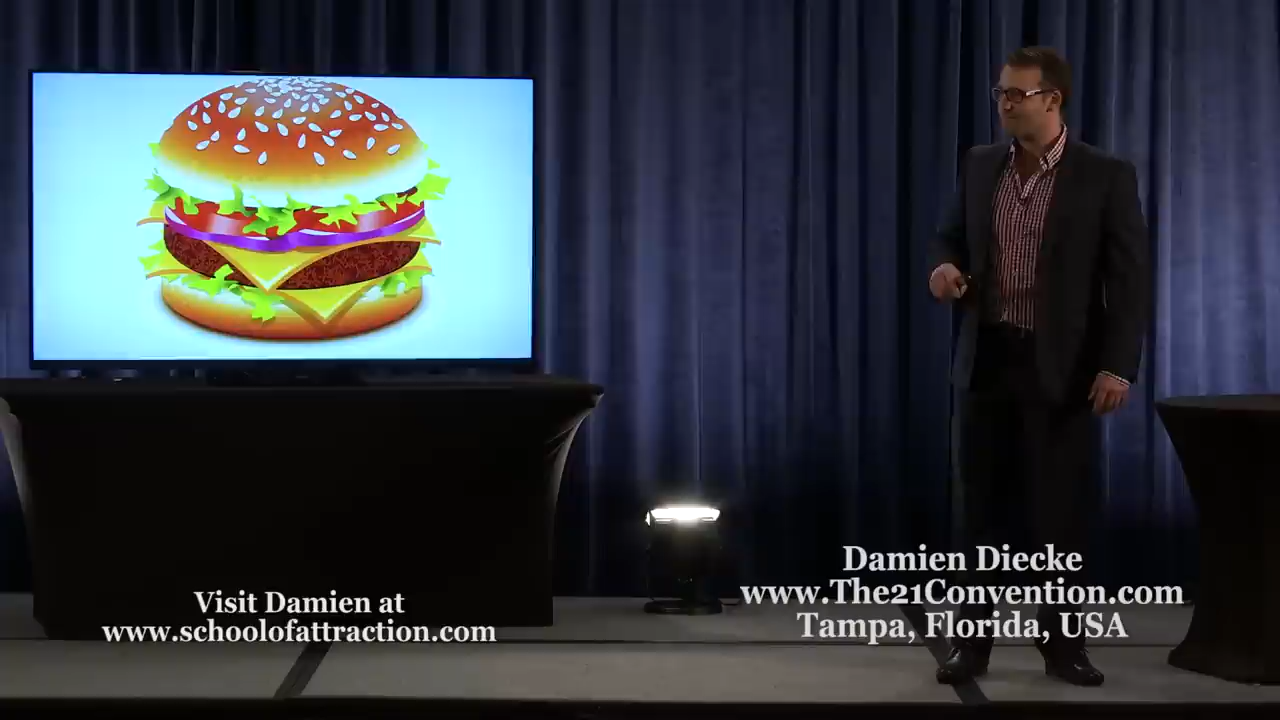 Visit Damien at
www.schoolofattraction.com
Damien Diecke
www.The21Convention.com
Tampa, Florida, USA